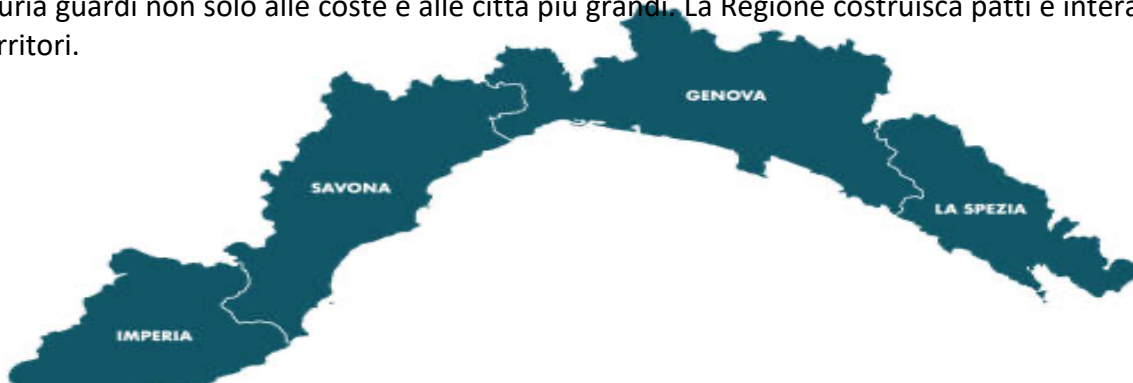 uria guardi non solo alle coste e alle città più grandi. La Regione costruisca patti e intera
rritori.
GENOVA
SAVONA
LA SPEZIA
IMPERIA